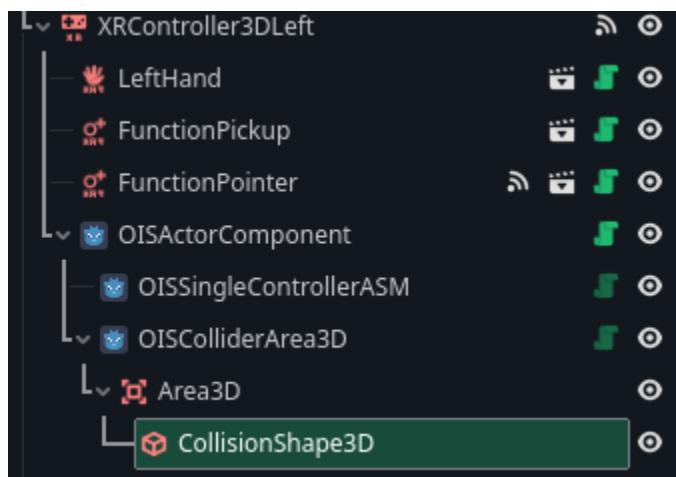 XRController3DLeft
LeftHand
FunctionPickup
FunctionPointer
OISActorComponent
OISSingleControllerASM
OISColliderArea3D
Area3D
CollisionShape3D